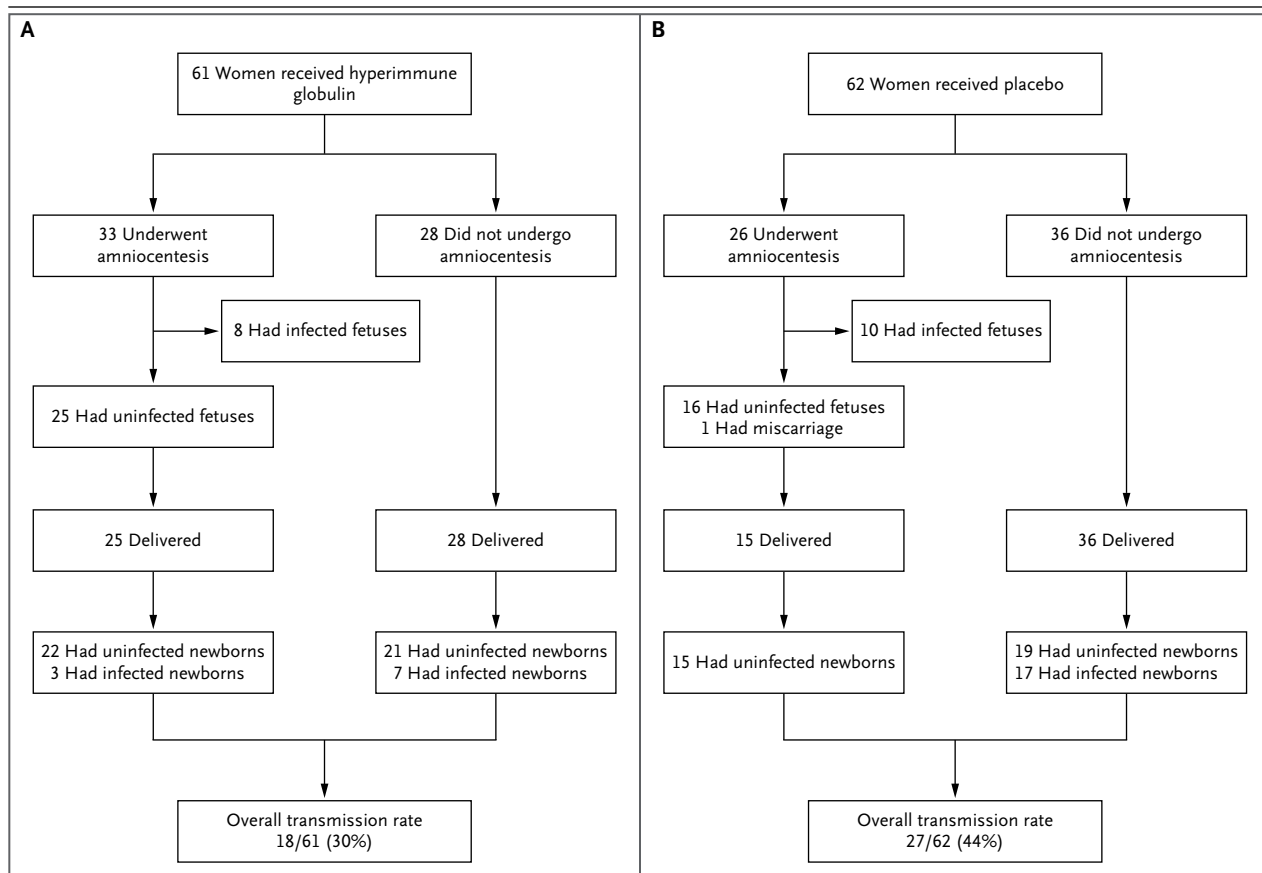 A
61 Women received hyperimmune
globulin
33 Underwent
amniocentesis
28 Did not undergo
amniocentesis
8 Had infected fetuses
25 Had uninfected fetuses
25 Delivered
28 Delivered
22 Had uninfected newborns
3 Had infected newborns
21 Had uninfected newborns
7 Had infected newborns
Overall transmission rate
18/61 (30%)
B
62 Women received placebo
26 Underwent
amniocentesis
36 Did not undergo
amniocentesis
10 Had infected fetuses
16 Had uninfected fetuses
1 Had miscarriage
15 Delivered
36 Delivered
15 Had uninfected newborns
19 Had uninfected newborns
17 Had infected newborns
Overall transmission rate
27/62 (44%)